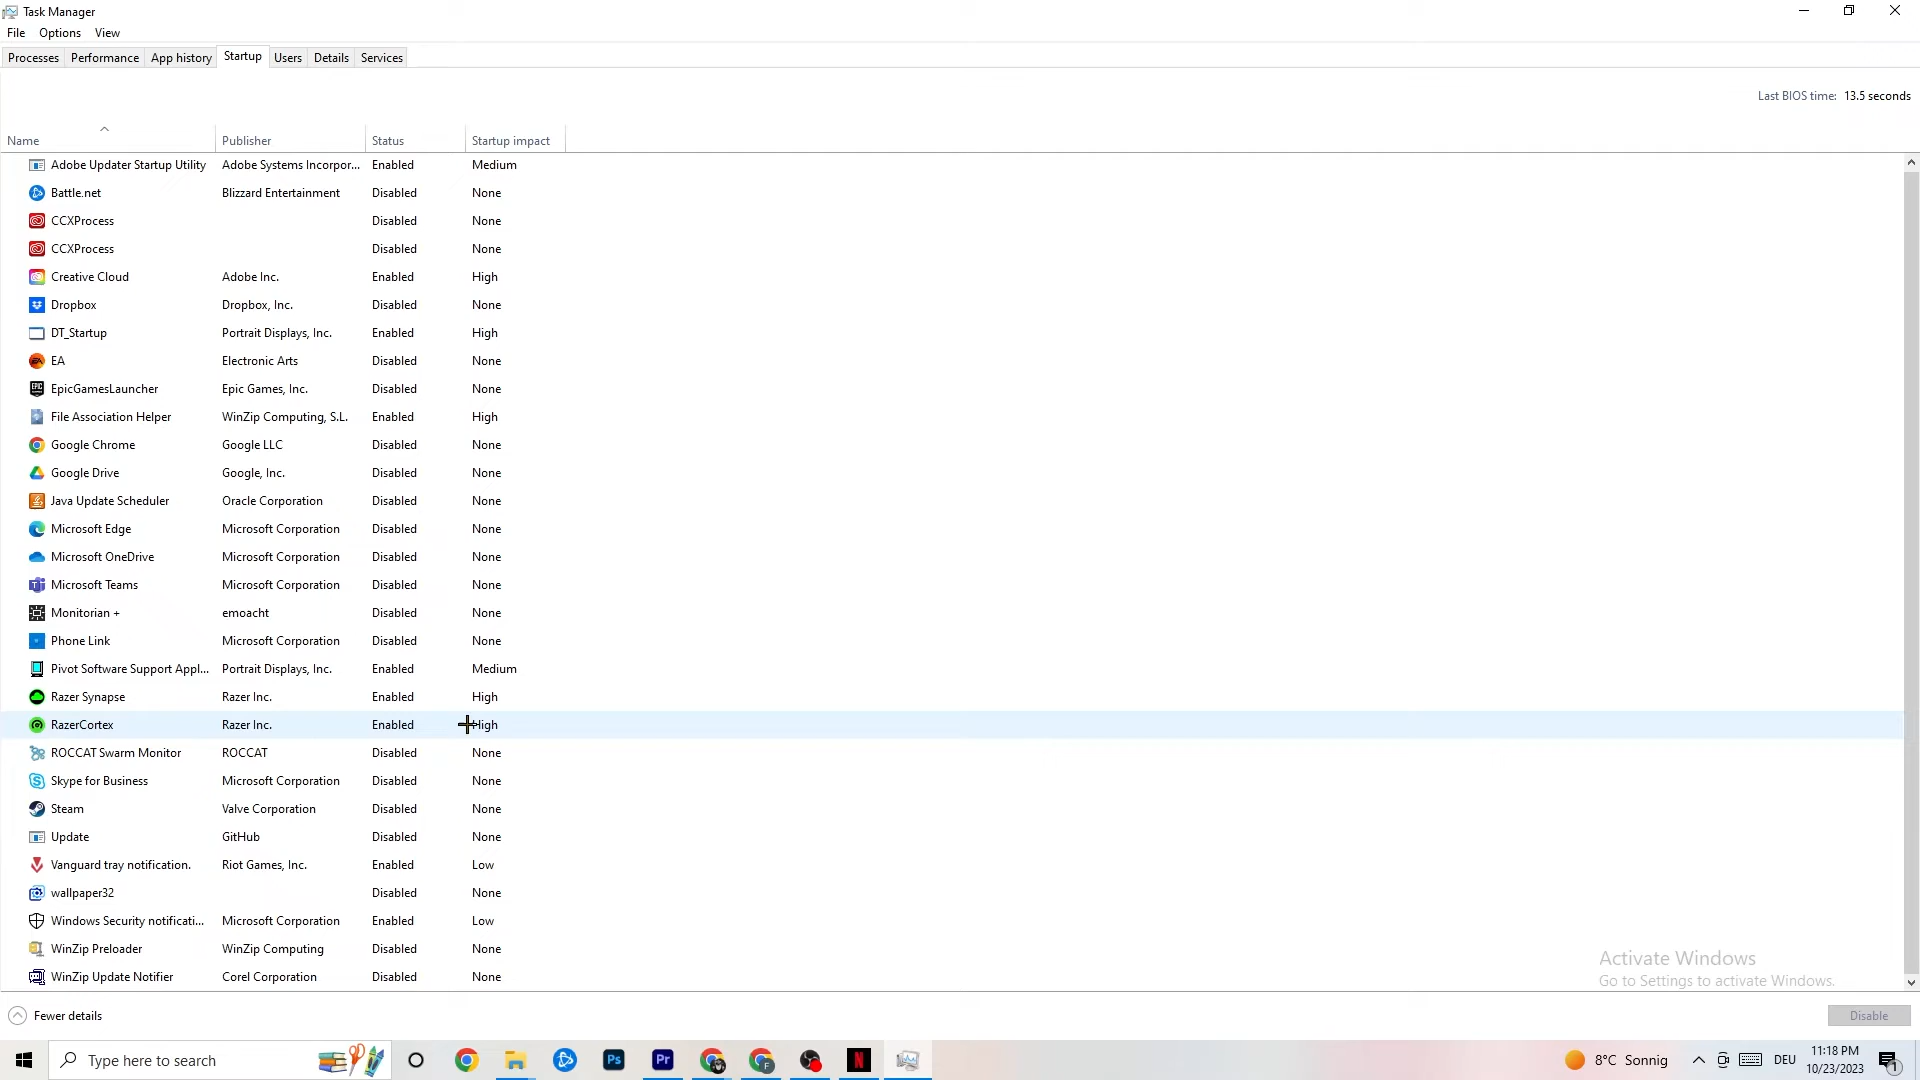 Task Manager
File Options View
Processes Performance App history Startup Users Details Services
Last BIOS time: 13.5 seconds
Name Publisher Status Startup impact
Adobe Updater Startup Utility Adobe Systems Incorpor... Enabled Medium
Battle.net Blizzard Entertainment Disabled None
CCXProcess Disabled None
CCXProcess Disabled None
Creative Cloud Adobe Inc. Enabled High
Dropbox Dropbox, Inc. Disabled None
DT_Startup Portrait Displays, Inc. Enabled High
EA Electronic Arts Disabled None
EpicGamesLauncher Epic Games, Inc. Disabled None
File Association Helper WinZip Computing, S.L. Enabled High
Google Chrome Google LLC Disabled None
Google Drive Google, Inc. Disabled None
Java Update Scheduler Oracle Corporation Disabled None
Microsoft Edge Microsoft Corporation Disabled None
Microsoft OneDrive Microsoft Corporation Disabled None
Microsoft Teams Microsoft Corporation Disabled None
Monitorian + emoacht Disabled None
Phone Link Microsoft Corporation Disabled None
Pivot Software Support Appl... Portrait Displays, Inc. Enabled Medium
Razer Synapse Razer Inc. Enabled High
RazerCortex Razer Inc. Enabled High
ROCCAT Swarm Monitor ROCCAT Disabled None
Skype for Business Microsoft Corporation Disabled None
Steam Valve Corporation Disabled None
Update GitHub Disabled None
Vanguard tray notification. Riot Games, Inc. Enabled Low
wallpaper32 Disabled None
Windows Security notificati... Microsoft Corporation Enabled Low
WinZip Preloader WinZip Computing Disabled None
WinZip Update Notifier Corel Corporation Disabled None
Activate Windows
Go to Settings to activate Windows.
Fewer details Disable
Type here to search
Ps Pr F N
8°C Sonnig DEU
11:18 PM
10/23/2023
1